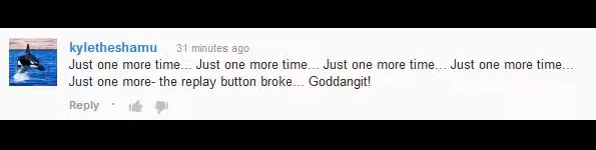 kyletheshamu 31 minutes ago
Just one more time... Just one more time... Just one more time... Just one more time...
Just one more- the replay button broke... Goddangit!
Reply ·